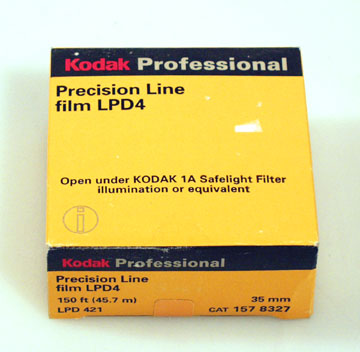 Kodak Professional
Precision Line
film LPD4
Open under KODAK 1A Safelight Filter
illumination or equivalent
i
Kodak Professional
Precision Line
film LPD4
150 ft (45.7 m) 35 mm
LPD 421 CAT 157 8327